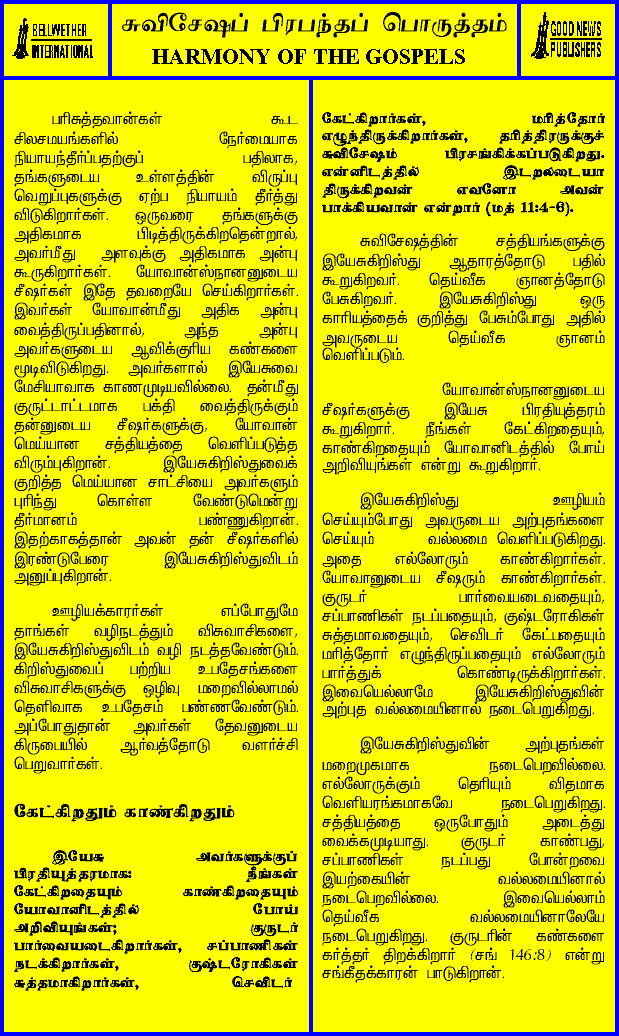 BELLWETHER
INTERNATIONAL
சுவிசேஷப் பிரபந்தப் பொருத்தம்
HARMONY OF THE GOSPELS
GOOD NEWS
PUBLISHERS
பரிசுத்தவான்கள் கூட
சிலசமயங்களில் நேர்மையாக
நியாயந்தீர்ப்பதற்குப் பதிலாக,
தங்களுடைய உள்ளத்தின் விருப்பு
வெறுப்புகளுக்கு ஏற்ப நியாயம் தீர்த்து
விடுகிறார்கள். ஒருவரை தங்களுக்கு
அதிகமாக பிடித்திருக்கிறதென்றால்,
அவர்மீது அளவுக்கு அதிகமாக அன்பு
கூருகிறார்கள். யோவான்ஸ்நானனுடைய
சீஷர்கள் இதே தவறையே செய்கிறார்கள்.
இவர்கள் யோவான்மீது அதிக அன்பு
வைத்திருப்பதினால், அந்த அன்பு
அவர்களுடைய ஆவிக்குரிய கண்களை
மூடிவிடுகிறது. அவர்களால் இயேசுவை
மேசியாவாக காணமுடியவில்லை. தன்மீது
குருட்டாட்டமாக பக்தி வைத்திருக்கும்
தன்னுடைய சீஷர்களுக்கு, யோவான்
மெய்யான சத்தியத்தை வெளிப்படுத்த
விரும்புகிறான். இயேசுகிறிஸ்துவைக்
குறித்த மெய்யான சாட்சியை அவர்களும்
புரிந்து கொள்ள வேண்டுமென்று
தீர்மானம் பண்ணுகிறான்.
இதற்காகத்தான் அவன் தன் சீஷர்களில்
இரண்டுபேரை இயேசுகிறிஸ்துவிடம்
அனுப்புகிறான்.
ஊழியக்காரர்கள் எப்போதுமே
தாங்கள் வழிநடத்தும் விசுவாசிகளை,
இயேசுகிறிஸ்துவிடம் வழி நடத்தவேண்டும்.
கிறிஸ்துவைப் பற்றிய உபதேசங்களை
விசுவாசிகளுக்கு ஒழிவு மறைவில்லாமல்
தெளிவாக உபதேசம் பண்ணவேண்டும்.
அப்போதுதான் அவர்கள் தேவனுடைய
கிருபையில் ஆர்வத்தோடு வளர்ச்சி
பெறுவார்கள்.
கேட்கிறதும் காண்கிறதும்
இயேசு அவர்களுக்குப்
பிரதியுத்தரமாக: நீங்கள்
கேட்கிறதையும் காண்கிறதையும்
யோவானிடத்தில் போய்
அறிவியுங்கள்; குருடர்
பார்வையடைகிறார்கள், சப்பாணிகள்
நடக்கிறார்கள், குஷ்டரோகிகள்
சுத்தமாகிறார்கள், செவிடர்
கேட்கிறார்கள், மரித்தோர்
எழுந்திருக்கிறார்கள், தரித்திரருக்குச்
சுவிசேஷம் பிரசங்கிக்கப்படுகிறது.
என்னிடத்தில் இடறலடையா
திருக்கிறவன் எவனோ அவன்
பாக்கியவான் என்றார் (மத் 11:4-6).
சுவிசேஷத்தின் சத்தியங்களுக்கு
இயேசுகிறிஸ்து ஆதாரத்தோடு பதில்
கூறுகிறவர். தெய்வீக ஞானத்தோடு
பேசுகிறவர். இயேசுகிறிஸ்து ஒரு
காரியத்தைக் குறித்து பேசும்போது அதில்
அவருடைய தெய்வீக ஞானம்
வெளிப்படும்.
யோவான்ஸ்நானனுடைய
சீஷர்களுக்கு இயேசு பிரதியுத்தரம்
கூறுகிறார். நீங்கள் கேட்கிறதையும்,
காண்கிறதையும் யோவானிடத்தில் போய்
அறிவியுங்கள் என்று கூறுகிறார்.
இயேசுகிறிஸ்து ஊழியம்
செய்யும்போது அவருடைய அற்புதங்களை
செய்யும் வல்லமை வெளிப்படுகிறது.
அதை எல்லோரும் காண்கிறார்கள்.
யோவானுடைய சீஷரும் காண்கிறார்கள்.
குருடர் பார்வையடைவதையும்,
சப்பாணிகள் நடப்பதையும், குஷ்டரோகிகள்
சுத்தமாவதையும், செவிடர் கேட்பதையும்
மரித்தோர் எழுந்திருப்பதையும் எல்லோரும்
பார்த்துக் கொண்டிருக்கிறார்கள்.
இவையெல்லாமே இயேசுகிறிஸ்துவின்
அற்புத வல்லமையினால் நடைபெறுகிறது.
இயேசுகிறிஸ்துவின் அற்புதங்கள்
மறைமுகமாக நடைபெறவில்லை.
எல்லோருக்கும் தெரியும் விதமாக
வெளியரங்கமாகவே நடைபெறுகிறது.
சத்தியத்தை ஒருபோதும் அடைத்து
வைக்கமுடியாது. குருடர் காண்பது,
சப்பாணிகள் நடப்பது போன்றவை
இயற்கையின் வல்லமையினால்
நடைபெறவில்லை. இவையெல்லாம்
தெய்வீக வல்லமையினாலேயே
நடைபெறுகிறது. குருடரின் கண்களை
கர்த்தர் திறக்கிறார் (சங் 146:8) என்று
சங்கீதக்காரன் பாடுகிறான்.